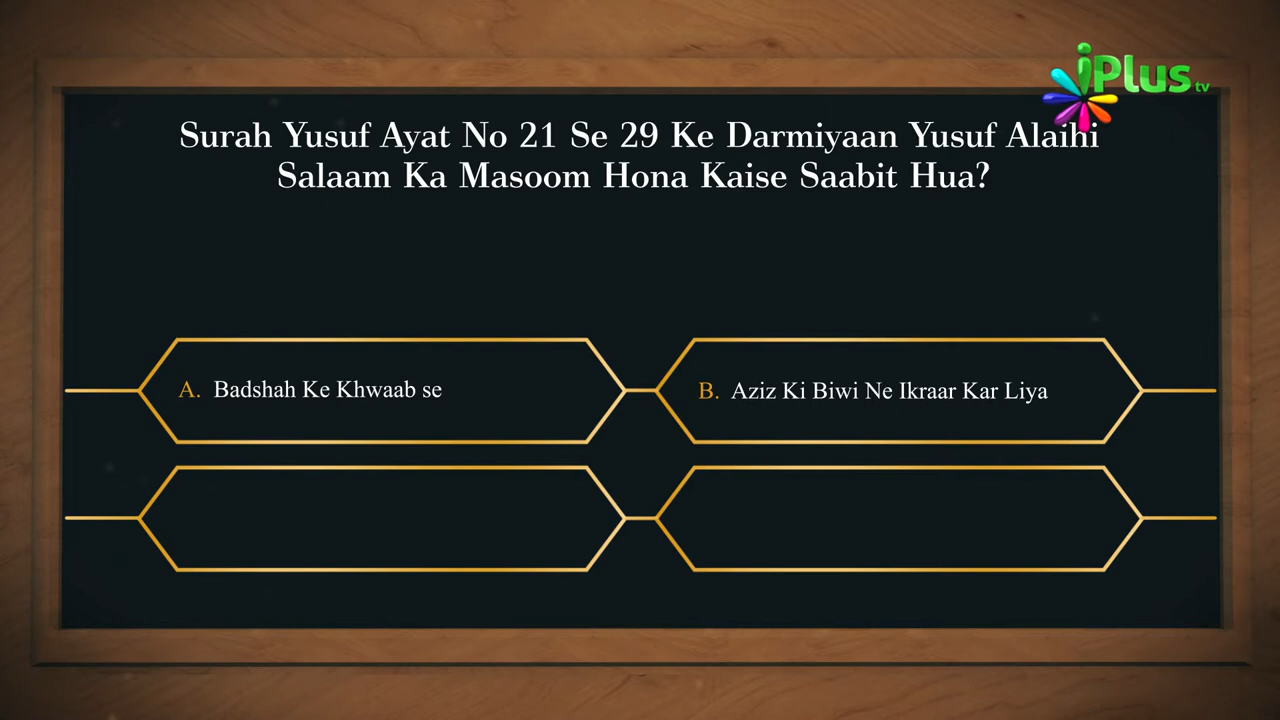 iPlus tv
Surah Yusuf Ayat No 21 Se 29 Ke Darmiyaan Yusuf Alaihi
Salaam Ka Masoom Hona Kaise Saabit Hua?
A. Badshah Ke Khwaab se
B. Aziz Ki Biwi Ne Ikraar Kar Liya